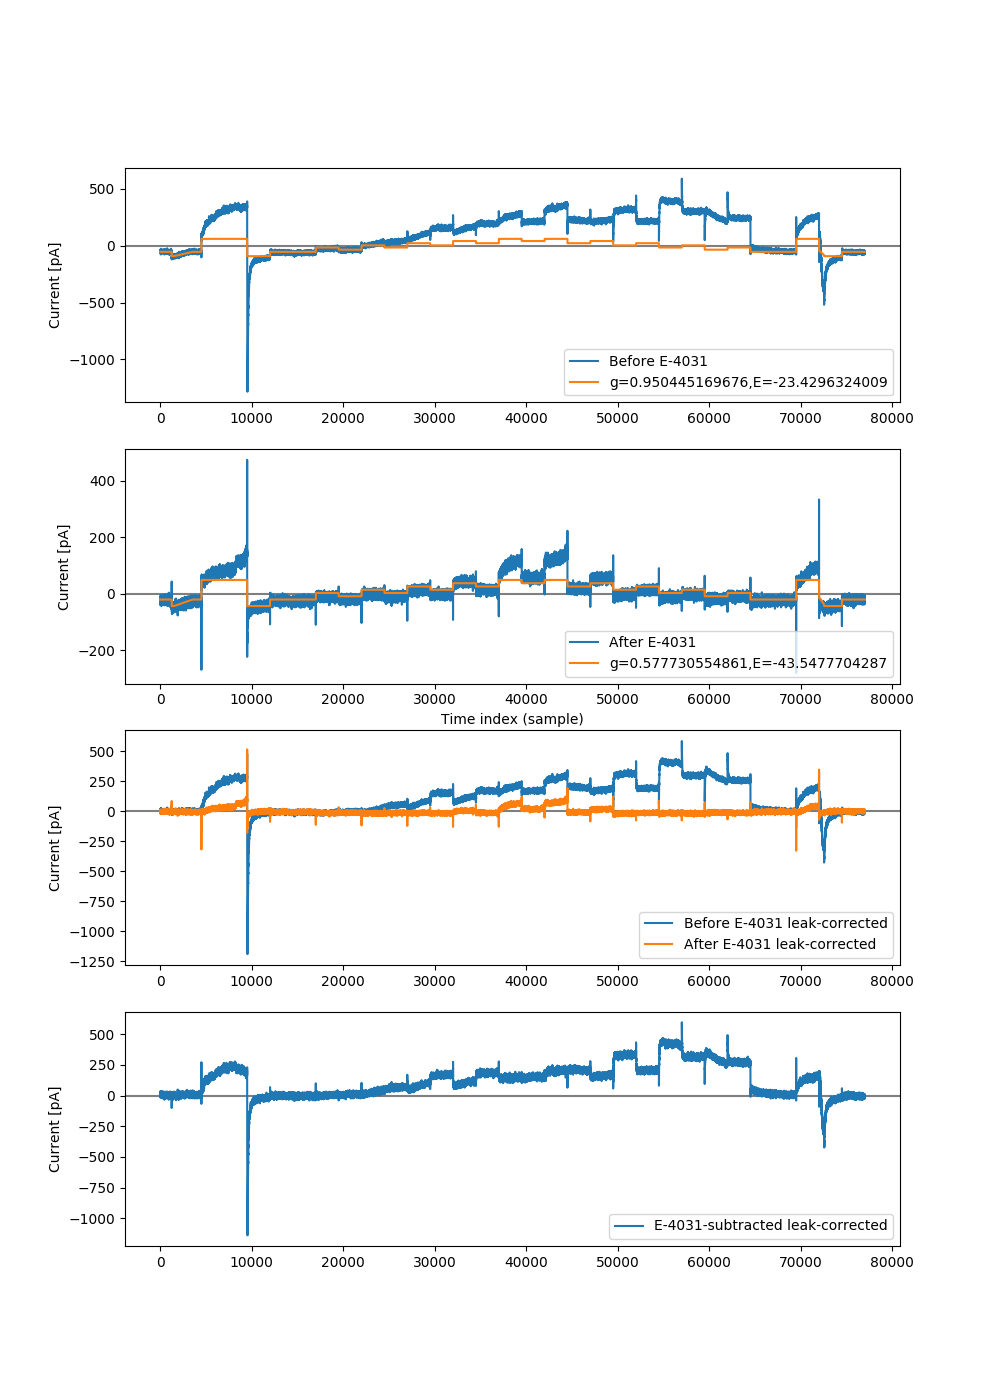 500
0
−500
−1000
Current [pA]
Before E-4031
g=0.950445169676,E=-23.4296324009
0 10000 20000 30000 40000 50000 60000 70000 80000
400
200
0
−200
Current [pA]
After E-4031
g=0.577730554861,E=-43.5477704287
0 10000 20000 30000 40000 50000 60000 70000 80000
Time index (sample)
500
250
0
−250
−500
−750
−1000
−1250
Current [pA]
Before E-4031 leak-corrected
After E-4031 leak-corrected
0 10000 20000 30000 40000 50000 60000 70000 80000
500
250
0
−250
−500
−750
−1000
Current [pA]
E-4031-subtracted leak-corrected
0 10000 20000 30000 40000 50000 60000 70000 80000